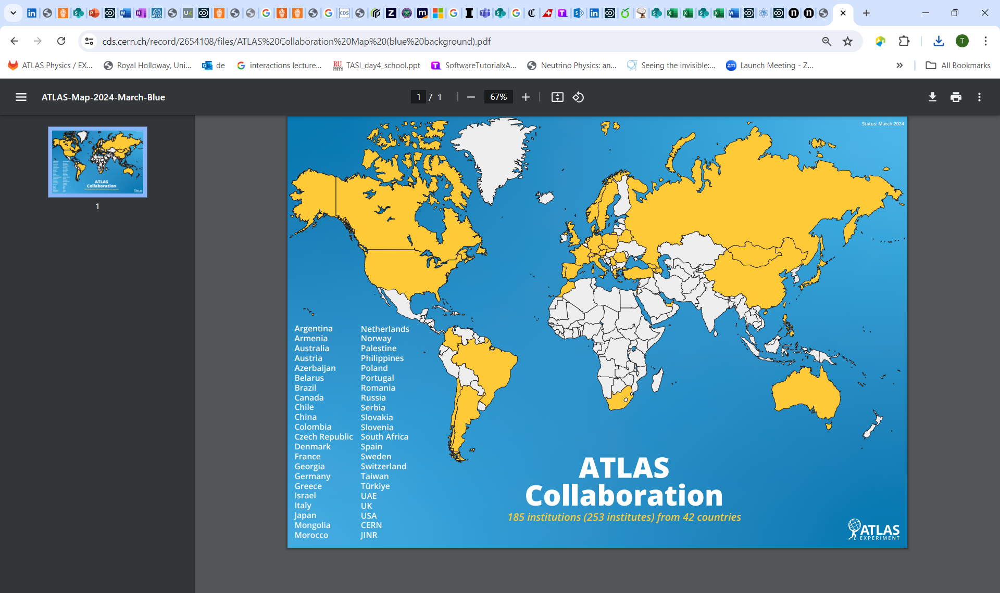 cds.cern.ch/record/2654108/files/ATLAS%20Collaboration%20Map%20(blue%20background).pdf
T
ATLAS Physics / EX...
Royal Holloway, Uni...
de
interactions lecture...
TASI_day4_school.ppt
SoftwareTutorialxA...
Neutrino Physics: an...
Seeing the invisible:...
Launch Meeting - Z...
All Bookmarks
ATLAS-Map-2024-March-Blue
1 / 1
67%
1
Status: March 2024
Argentina
Armenia
Australia
Austria
Azerbaijan
Belarus
Brazil
Canada
Chile
China
Colombia
Czech Republic
Denmark
France
Georgia
Germany
Greece
Israel
Italy
Japan
Mongolia
Morocco
Netherlands
Norway
Palestine
Philippines
Poland
Portugal
Romania
Russia
Serbia
Slovakia
Slovenia
South Africa
Spain
Sweden
Switzerland
Taiwan
Türkiye
UAE
UK
USA
CERN
JINR
ATLAS
Collaboration
185 institutions (253 institutes) from 42 countries
ATLAS
EXPERIMENT